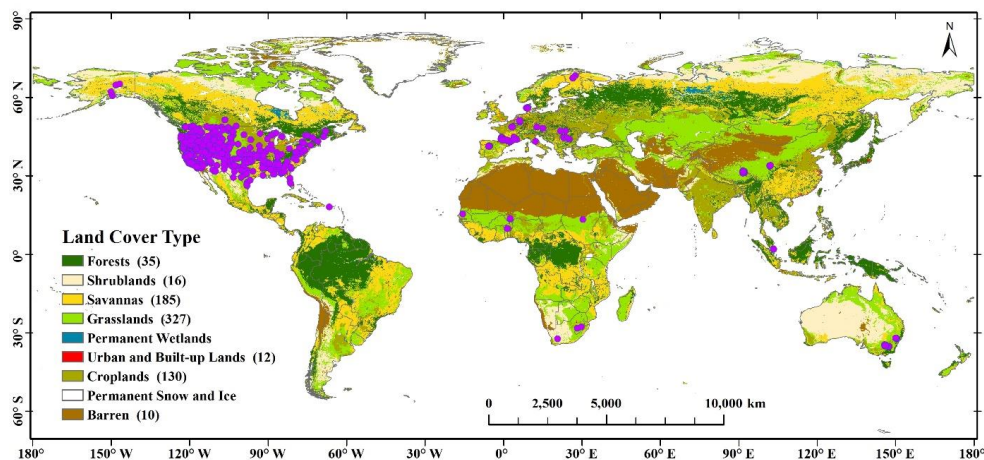 90° N
60° N
30° N
0°
30° S
60° S
N
Land Cover Type
Forests (35)
Shrublands (16)
Savannas (185)
Grasslands (327)
Permanent Wetlands
Urban and Built-up Lands (12)
Croplands (130)
Permanent Snow and Ice
Barren (10)
0 2,500 5,000 10,000 km
180° 150° W 120° W 90° W 60° W 30° W 0° E 30° E 60° E 90° E 120° E 150° E 180°